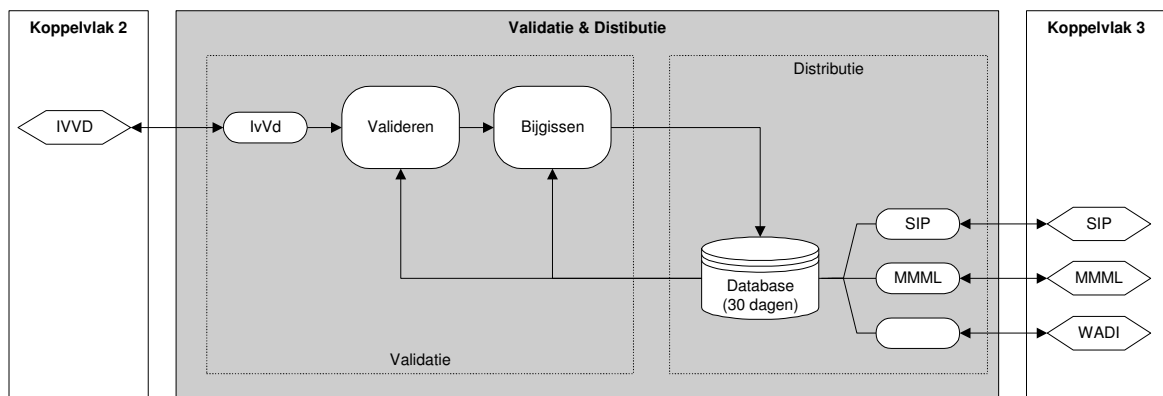 Koppelvlak 2
Validatie & Distibutie
Koppelvlak 3
Distributie
IVVD
IvVd
Valideren
Bijgissen
SIP
SIP
Database
(30 dagen)
MMML
MMML
WADI
Validatie